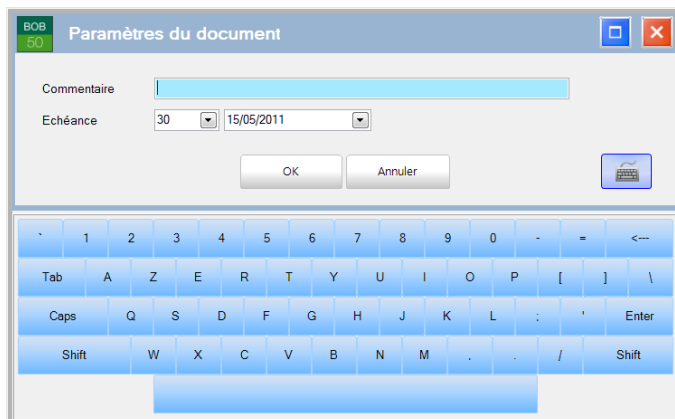 BOB
50
Paramètres du document
Commentaire
Echéance 30 15/05/2011
OK Annuler
` 1 2 3 4 5 6 7 8 9 0 - = <---
Tab A Z E R T Y U I O P [ ] \
Caps Q S D F G H J K L ; ' Enter
Shift W X C V B N M , . / Shift